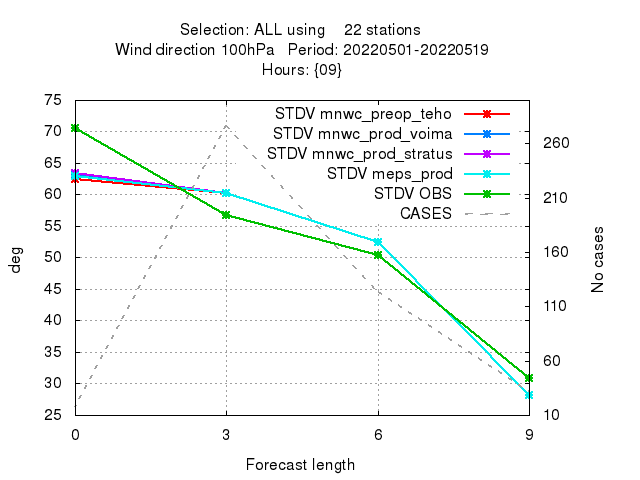 Selection: ALL using    22 stations
Wind direction 100hPa   Period: 20220501-20220519
Hours: {09}
STDV mnwc_preop_teho
STDV mnwc_prod_voima
STDV mnwc_prod_stratus
STDV meps_prod
STDV OBS
CASES
75
70
65
60
55
50
45
40
35
30
25
deg
260
210
160
110
60
10
No cases
0 3 6 9
Forecast length